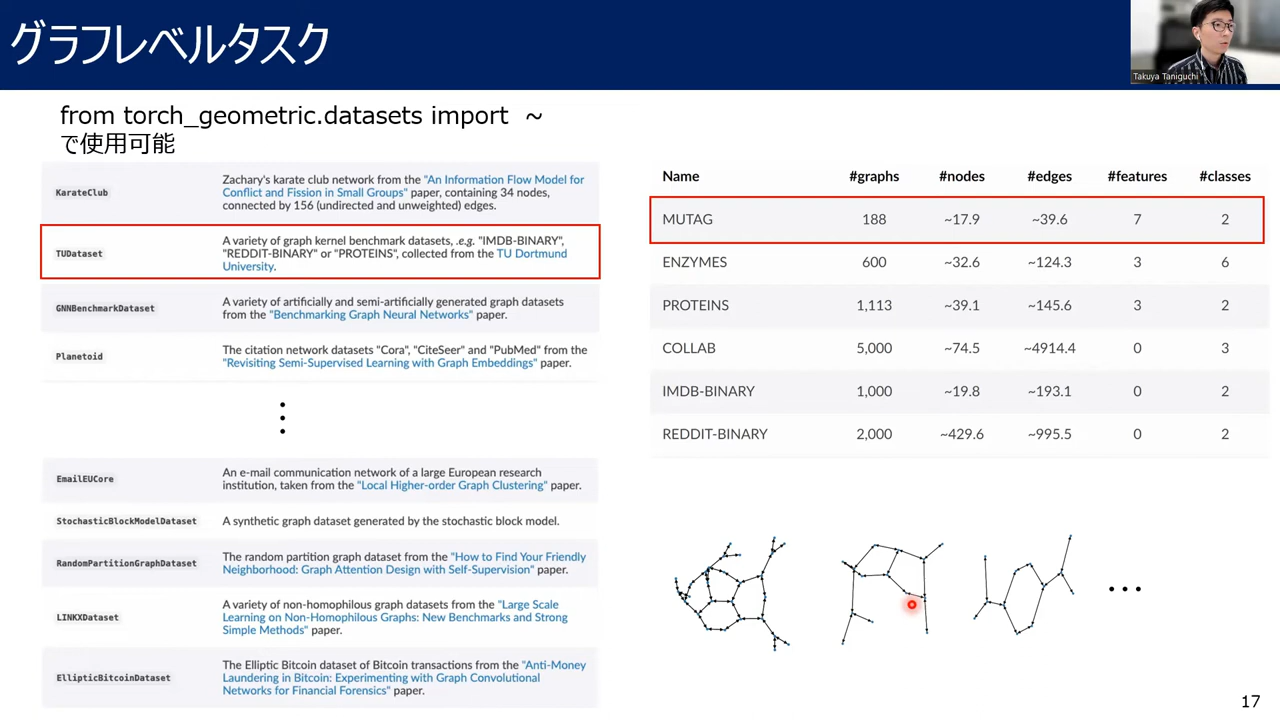 グラフレベルタスク
Takuya Taniguchi
from torch_geometric.datasets import ~
で使用可能
KarateClub
Zachary's karate club network from the "An Information Flow Model for
Conflict and Fission in Small Groups" paper, containing 34 nodes,
connected by 156 (undirected and unweighted) edges.
TUDataset
A variety of graph kernel benchmark datasets, .e.g. "IMDB-BINARY",
"REDDIT-BINARY" or "PROTEINS", collected from the TU Dortmund
University.
GNNBenchmarkDataset
A variety of artificially and semi-artificially generated graph datasets
from the "Benchmarking Graph Neural Networks" paper.
Planetoid
The citation network datasets "Cora", "CiteSeer" and "PubMed" from the
"Revisiting Semi-Supervised Learning with Graph Embeddings" paper.
EmailEUCore
An e-mail communication network of a large European research
institution, taken from the "Local Higher-order Graph Clustering" paper.
StochasticBlockModelDataset
A synthetic graph dataset generated by the stochastic block model.
RandomPartitionGraphDataset
The random partition graph dataset from the "How to Find Your Friendly
Neighborhood: Graph Attention Design with Self-Supervision" paper.
LINKXDataset
A variety of non-homophilous graph datasets from the "Large Scale
Learning on Non-Homophilous Graphs: New Benchmarks and Strong
Simple Methods" paper.
EllipticBitcoinDataset
The Elliptic Bitcoin dataset of Bitcoin transactions from the "Anti-Money
Laundering in Bitcoin: Experimenting with Graph Convolutional
Networks for Financial Forensics" paper.
Name #graphs #nodes #edges #features #classes
MUTAG 188 ~17.9 ~39.6 7 2
ENZYMES 600 ~32.6 ~124.3 3 6
PROTEINS 1,113 ~39.1 ~145.6 3 2
COLLAB 5,000 ~74.5 ~4914.4 0 3
IMDB-BINARY 1,000 ~19.8 ~193.1 0 2
REDDIT-BINARY 2,000 ~429.6 ~995.5 0 2
17